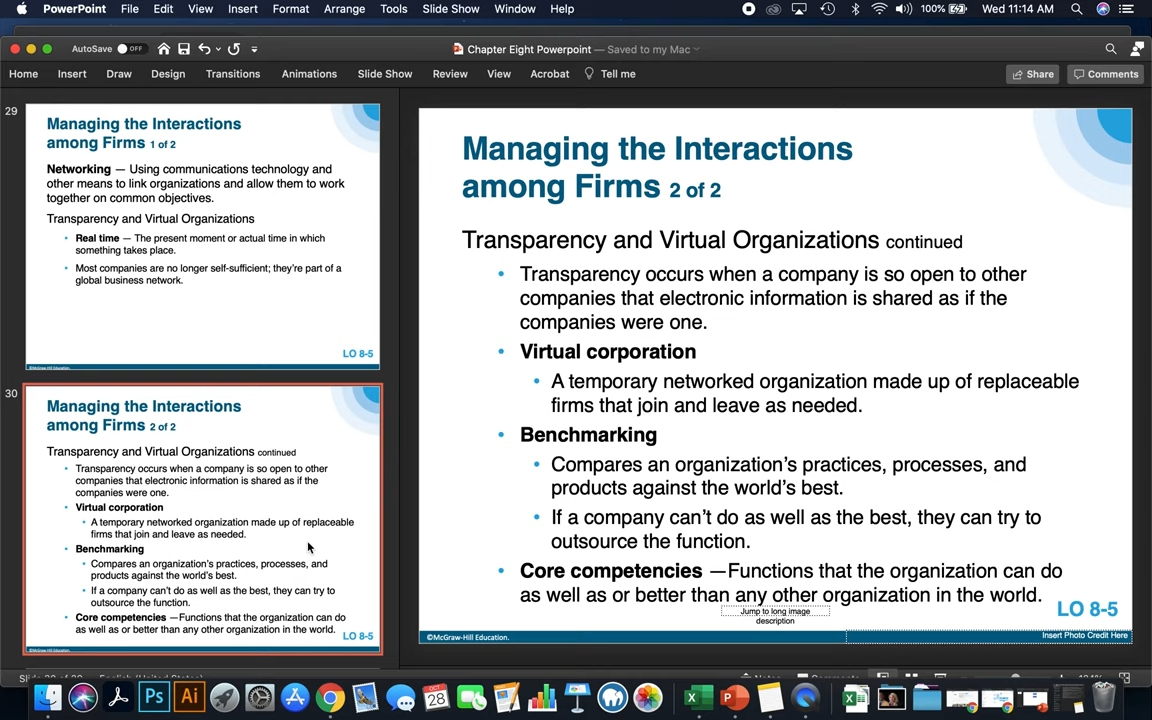 PowerPoint File Edit View Insert Format Arrange Tools Slide Show Window Help 100% Wed 11:14 AM
AutoSave OFF Chapter Eight Powerpoint — Saved to my Mac
Home Insert Draw Design Transitions Animations Slide Show Review View Acrobat Tell me Share Comments
29
Managing the Interactions
among Firms 1 of 2
Networking — Using communications technology and
other means to link organizations and allow them to work
together on common objectives.
Transparency and Virtual Organizations
• Real time — The present moment or actual time in which
something takes place.
• Most companies are no longer self-sufficient; they're part of a
global business network.
LO 8-5
©McGraw-Hill Education.
30
Managing the Interactions
among Firms 2 of 2
Transparency and Virtual Organizations continued
• Transparency occurs when a company is so open to other
companies that electronic information is shared as if the
companies were one.
• Virtual corporation
• A temporary networked organization made up of replaceable
firms that join and leave as needed.
• Benchmarking
• Compares an organization's practices, processes, and
products against the world's best.
• If a company can't do as well as the best, they can try to
outsource the function.
• Core competencies —Functions that the organization can do
as well as or better than any other organization in the world.
LO 8-5
©McGraw-Hill Education.
Managing the Interactions
among Firms 2 of 2
Transparency and Virtual Organizations continued
• Transparency occurs when a company is so open to other
companies that electronic information is shared as if the
companies were one.
• Virtual corporation
• A temporary networked organization made up of replaceable
firms that join and leave as needed.
• Benchmarking
• Compares an organization's practices, processes, and
products against the world's best.
• If a company can't do as well as the best, they can try to
outsource the function.
• Core competencies —Functions that the organization can do
as well as or better than any other organization in the world.
Jump to long image
description
LO 8-5
©McGraw-Hill Education.
Insert Photo Credit Here
English (United States)
Notes Comments
Ps Ai OCT 28